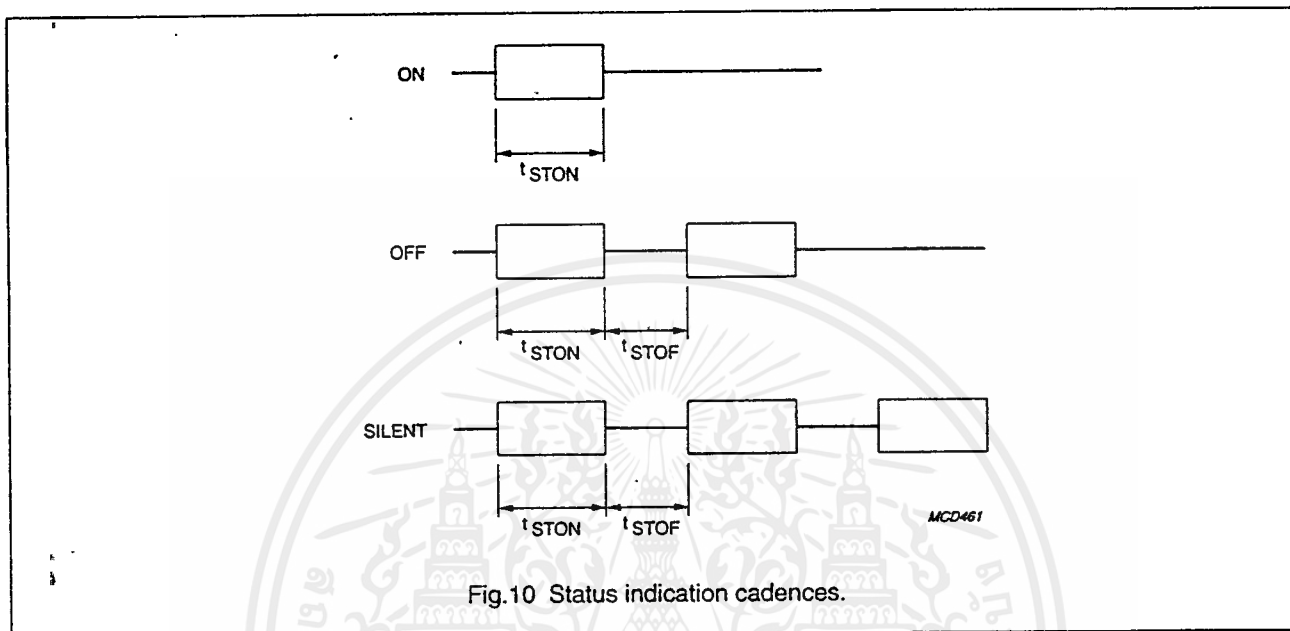 ON
tSTON
OFF
tSTON tSTOF
SILENT
tSTON tSTOF
MCD461
Fig.10 Status indication cadences.